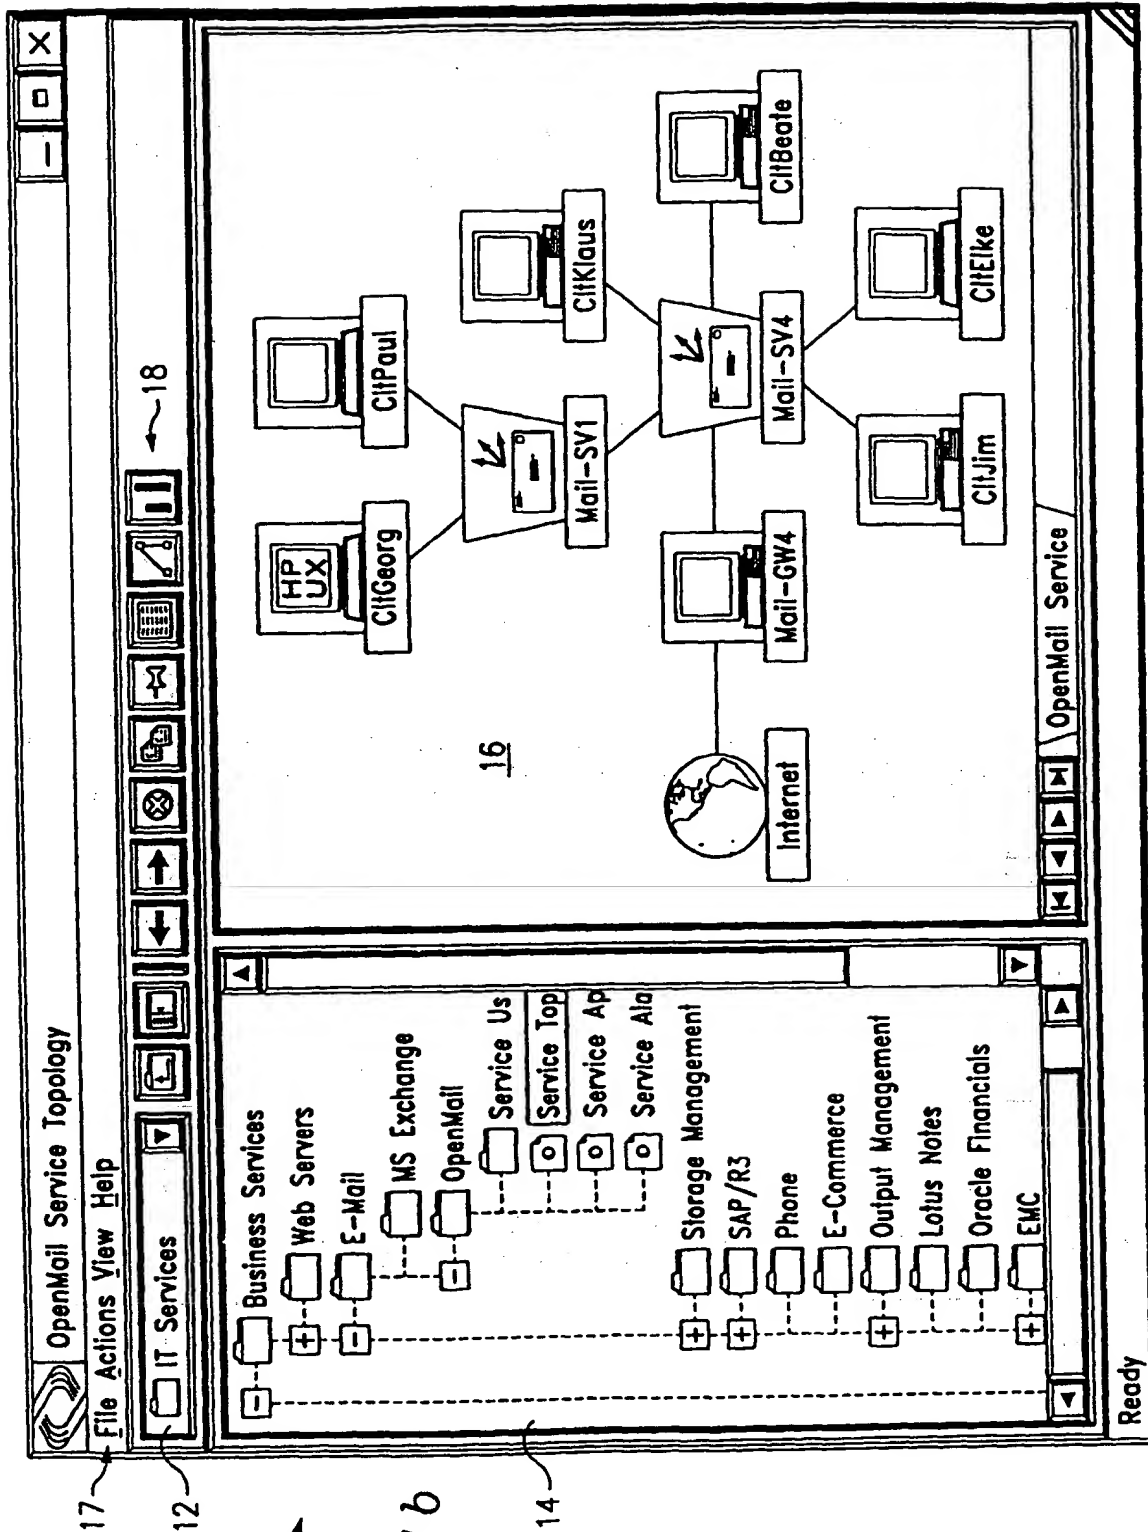 OpenMail Service Topology
17
File Actions View Help
12
IT Services
18
14
Business Services
Web Servers
E-Mail
MS Exchange
OpenMail
Service Us
Service Top
Service Ap
Service Ala
Storage Management
SAP/R3
Phone
E-Commerce
Output Management
Lotus Notes
Oracle Financials
EMC
16
HP
UX
CltGeorg
CltPaul
Mail-SV1
CltKlaus
Internet
Mail-GW4
Mail-SV4
CltBeate
CltJim
CltElke
OpenMail Service
Ready